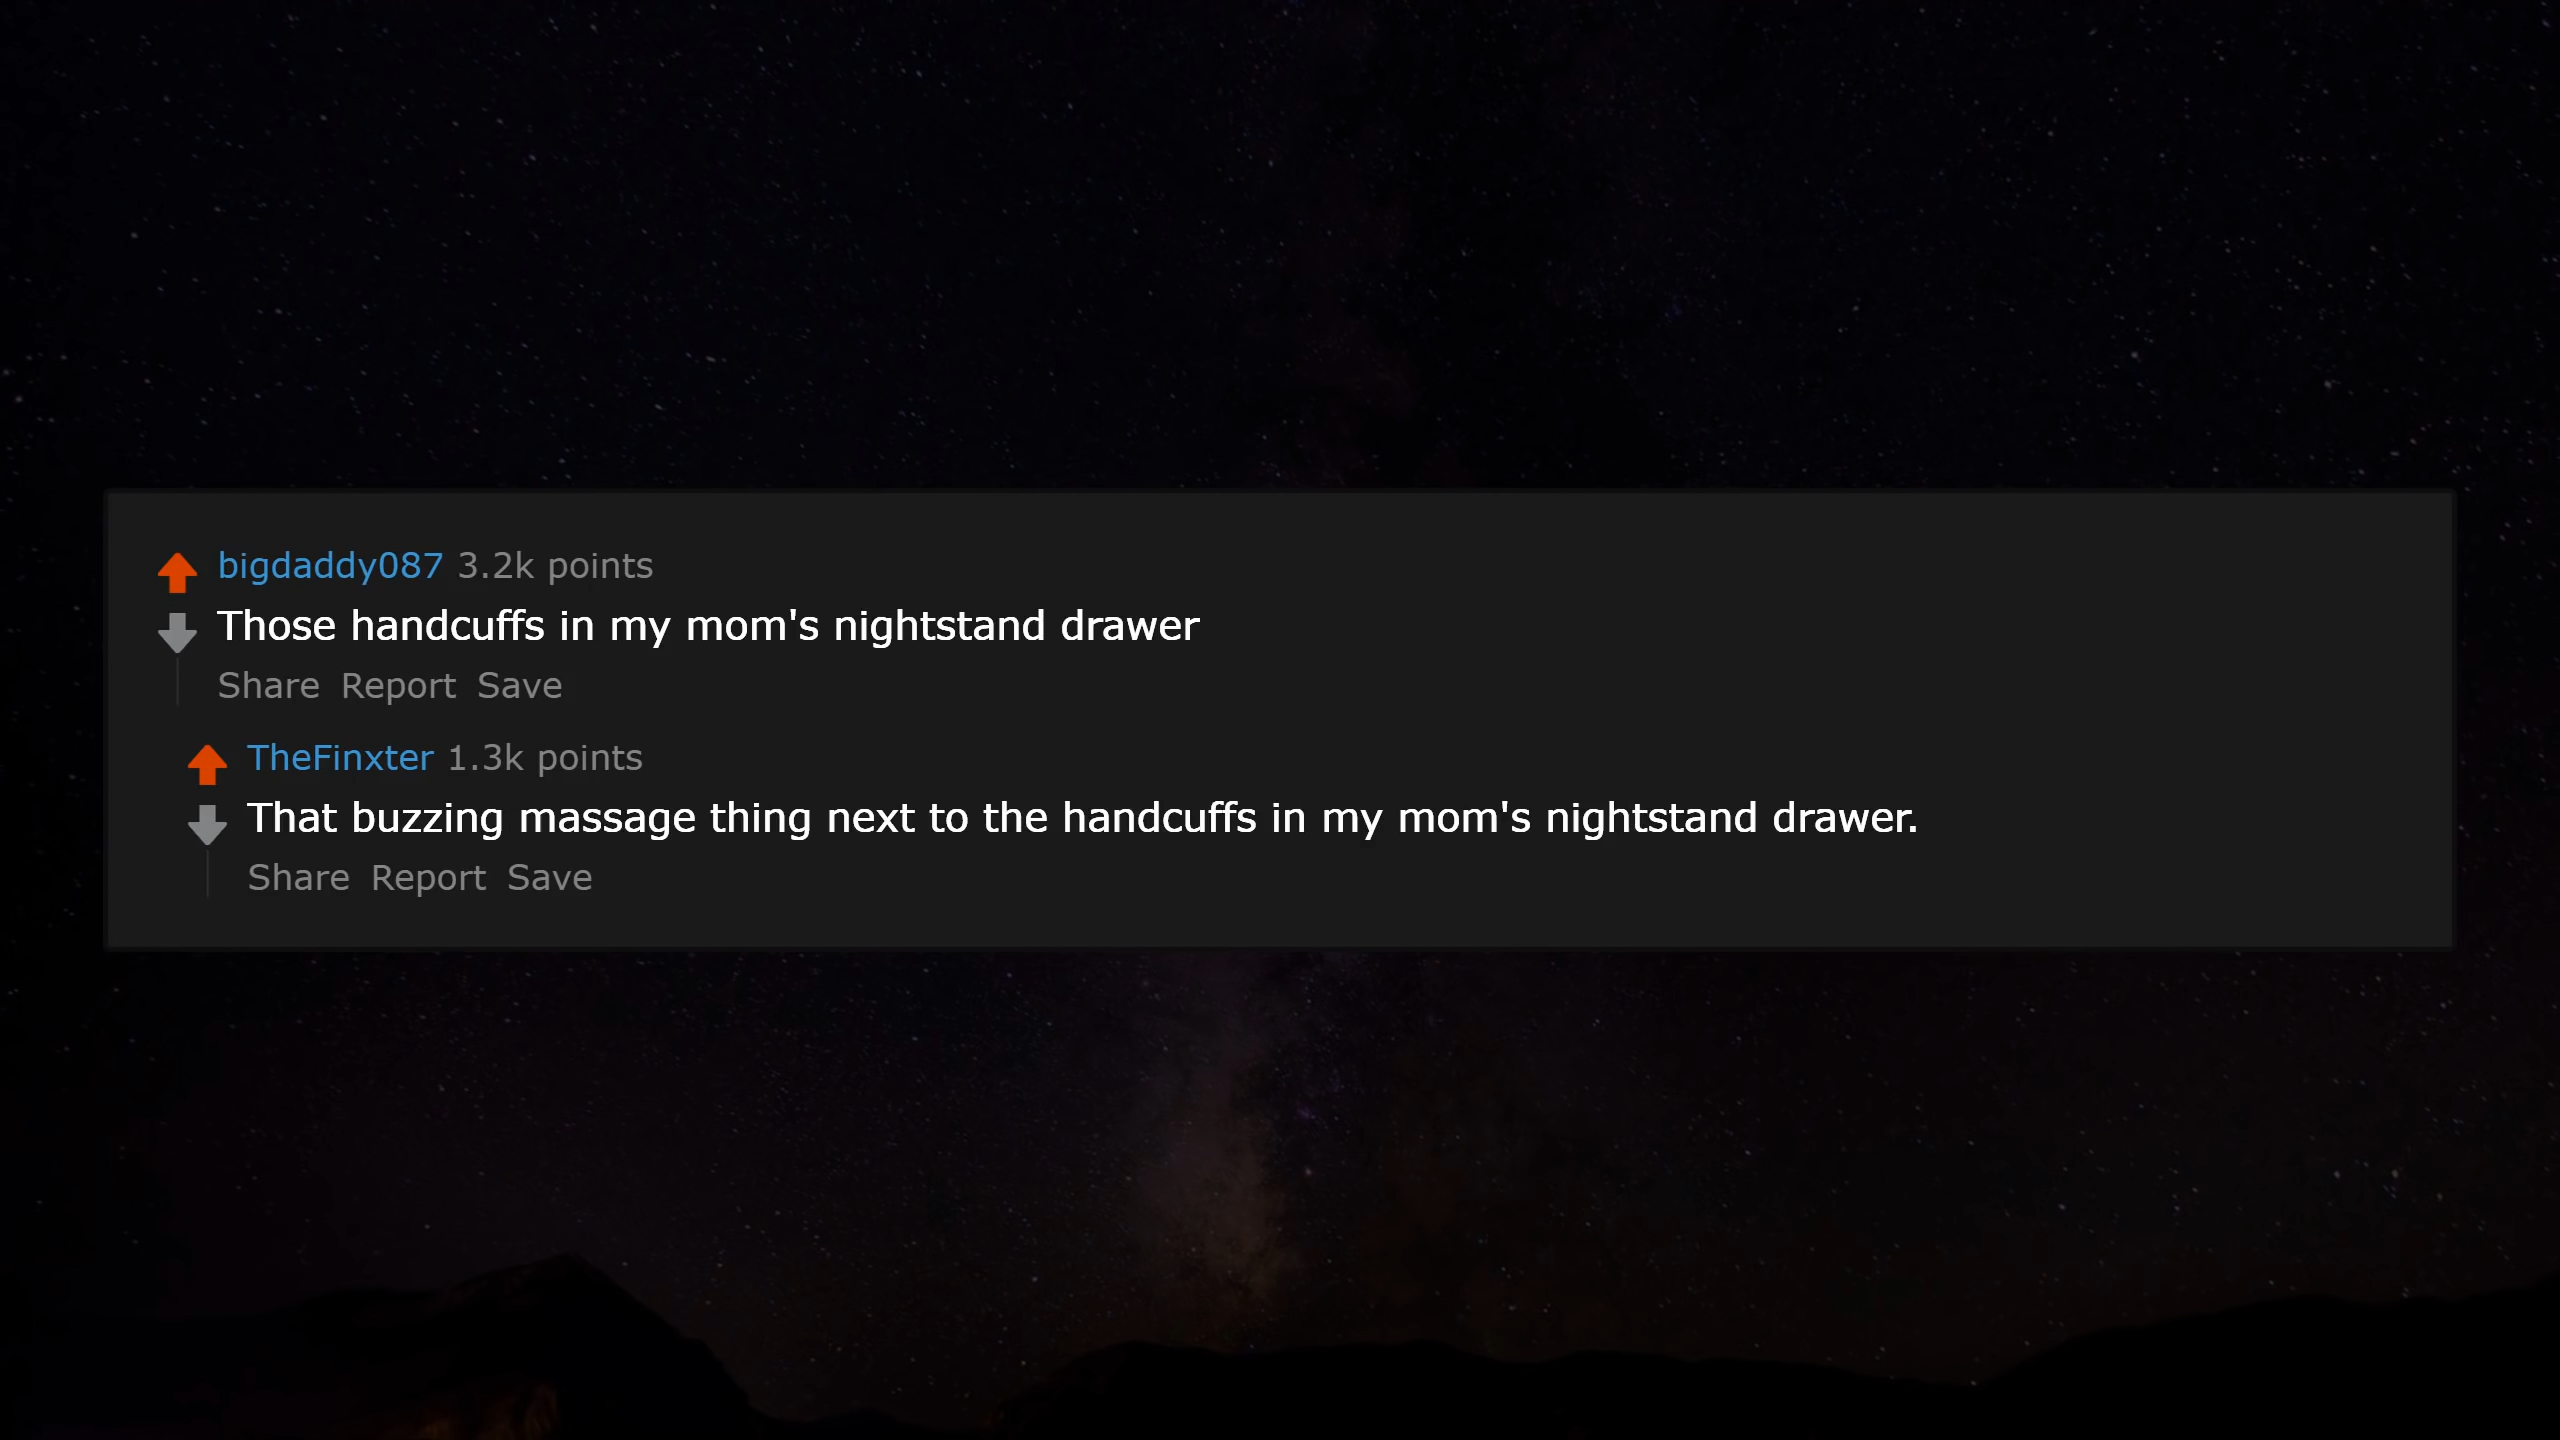 bigdaddy087 3.2k points
Those handcuffs in my mom's nightstand drawer
Share Report Save
TheFinxter 1.3k points
That buzzing massage thing next to the handcuffs in my mom's nightstand drawer.
Share Report Save